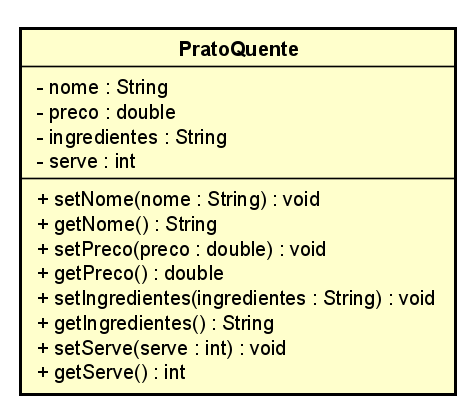 PratoQuente
- nome : String
- preco : double
- ingredientes : String
- serve : int
+ setNome(nome : String) : void
+ getNome() : String
+ setPreco(preco : double) : void
+ getPreco() : double
+ setIngredientes(ingredientes : String) : void
+ getIngredientes() : String
+ setServe(serve : int) : void
+ getServe() : int